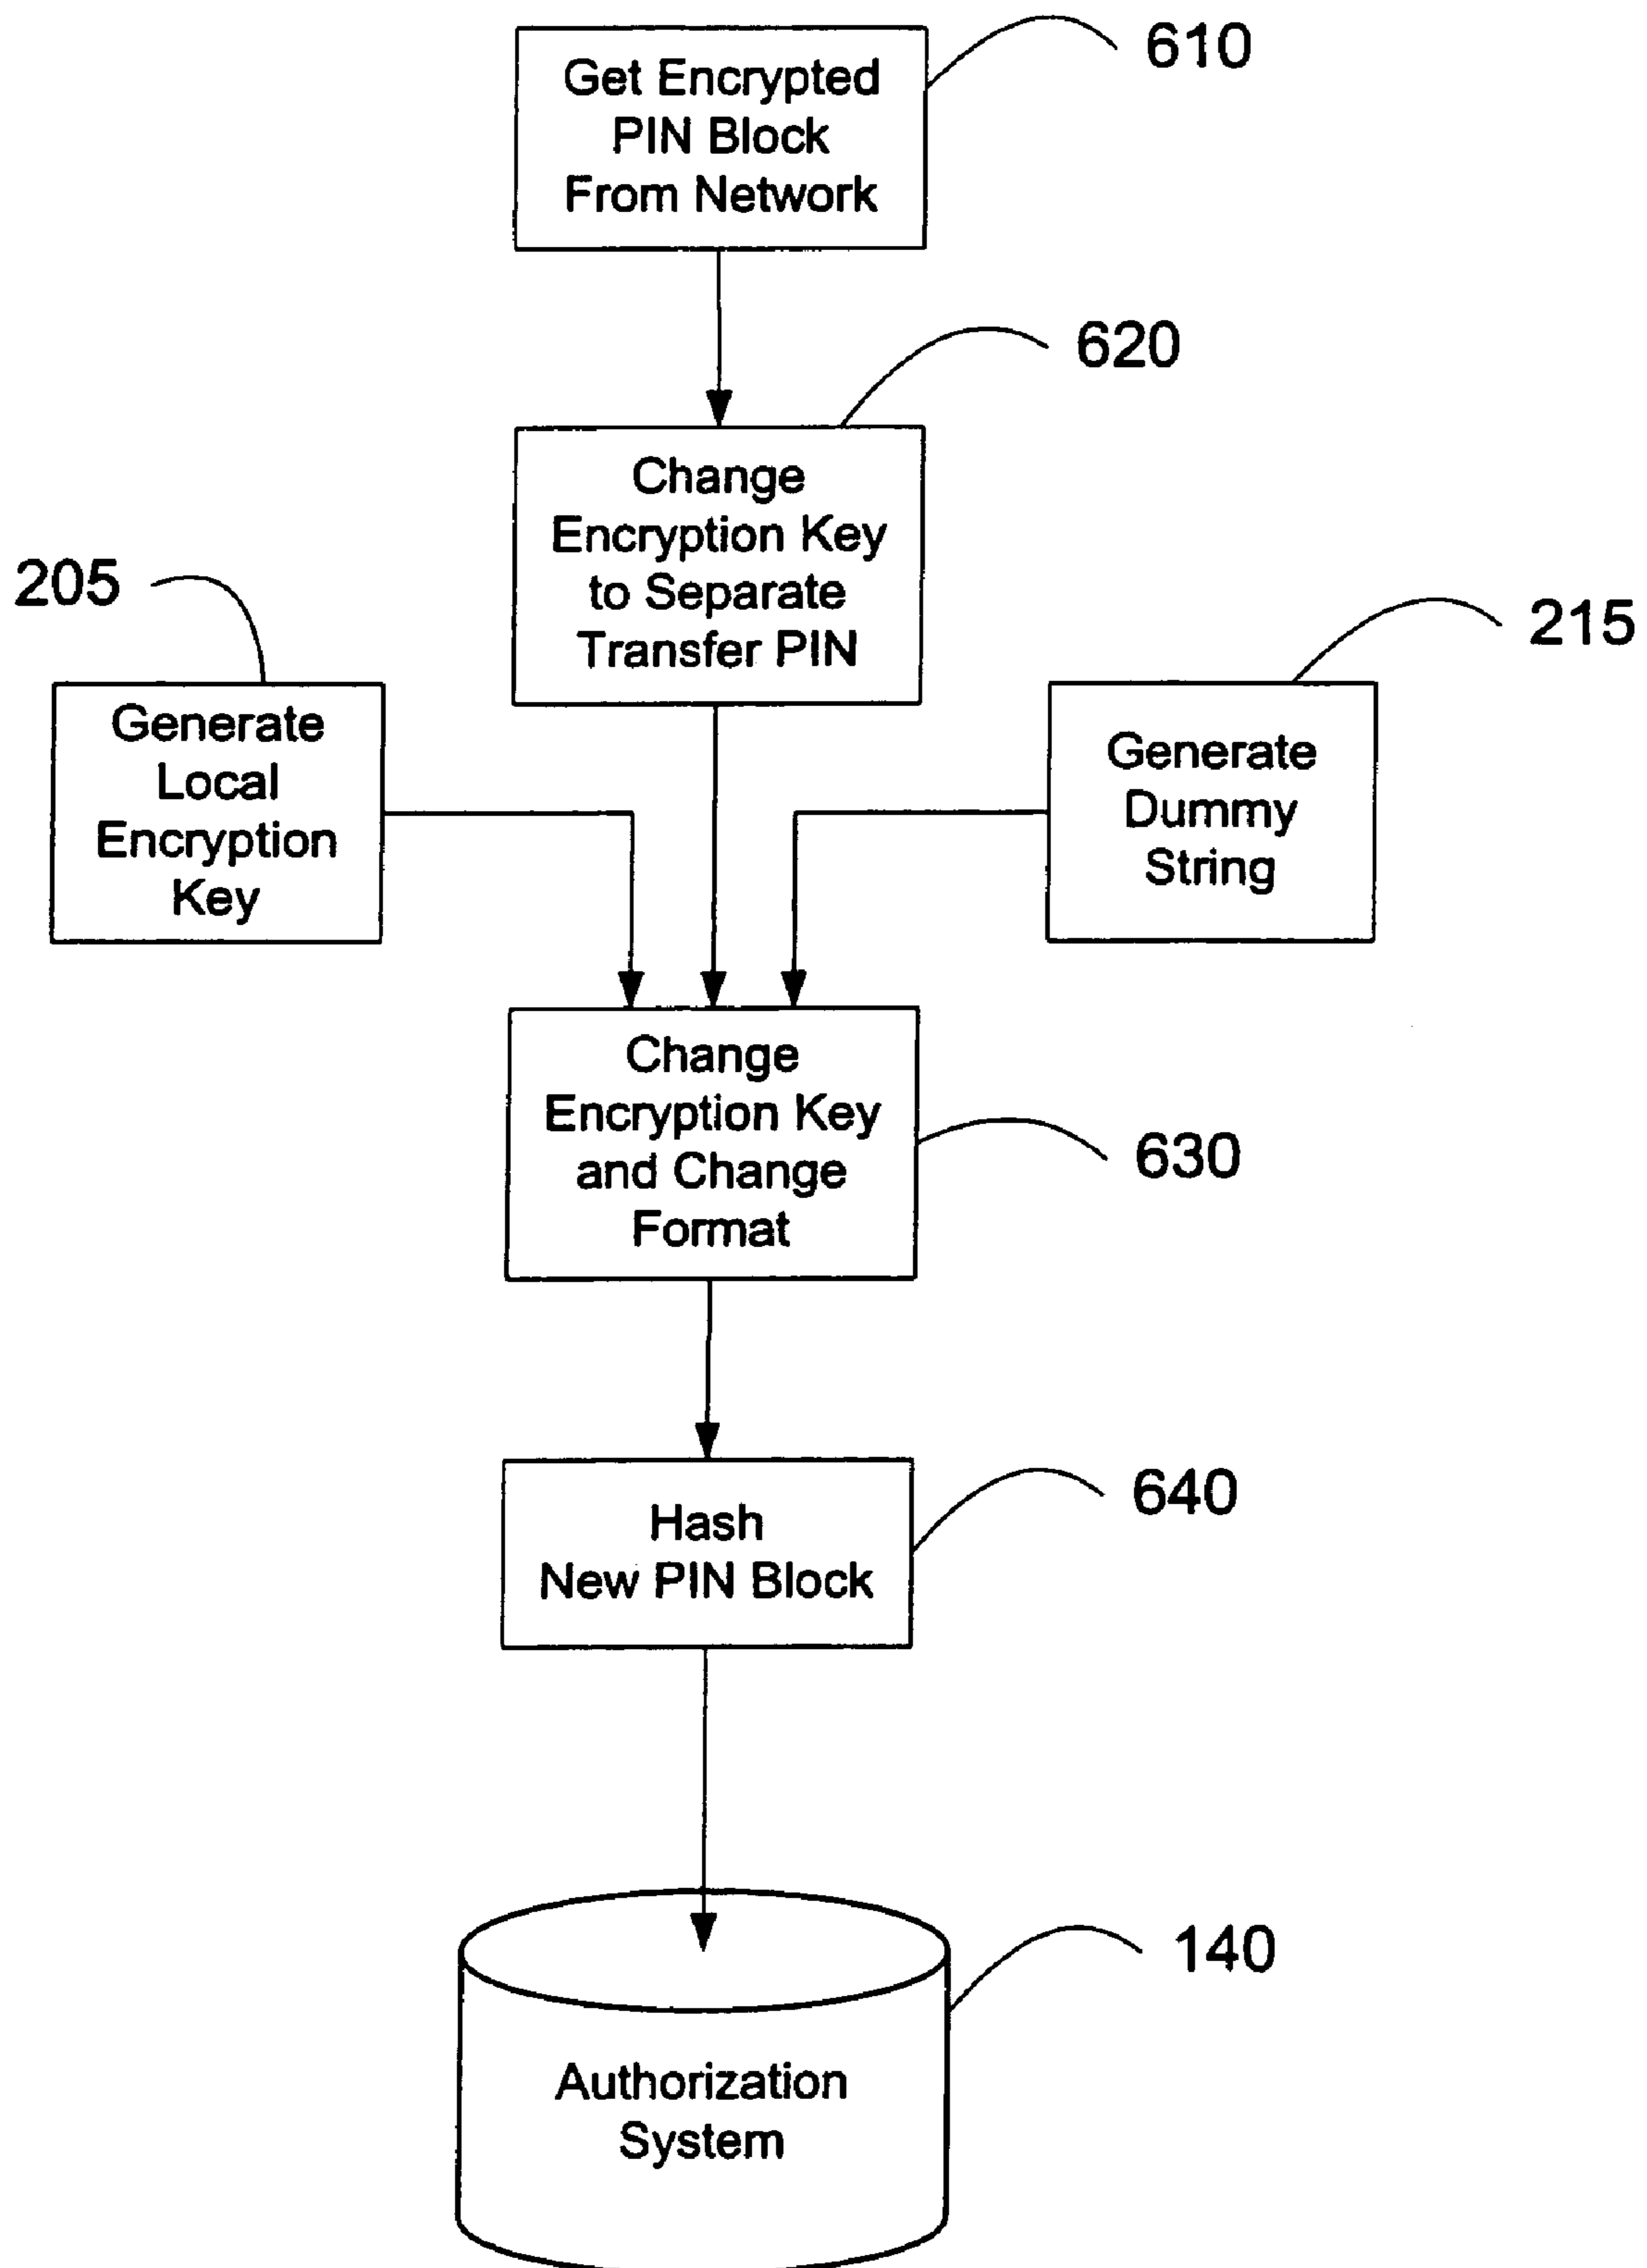 610
Get Encrypted
PIN Block
From Network
620
Change
Encryption Key
to Separate
Transfer PIN
205
Generate
Local
Encryption
Key
215
Generate
Dummy
String
Change
Encryption Key
and Change
Format
630
Hash
New PIN Block
640
140
Authorization
System